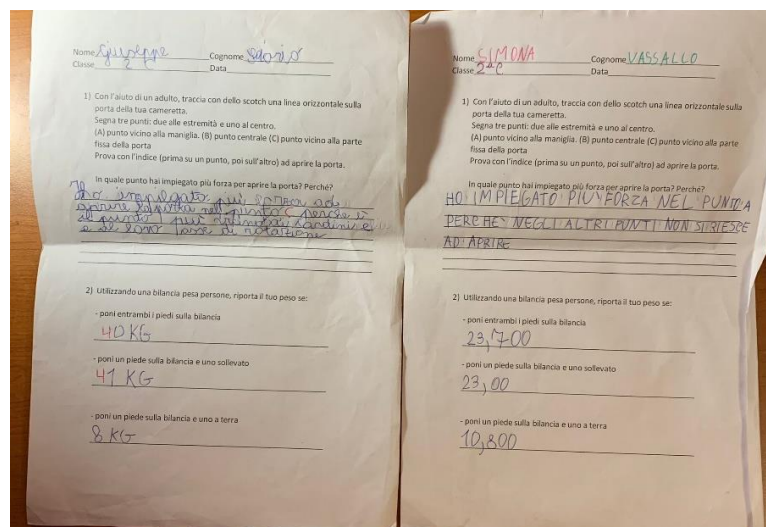 Nome Giuseppe Cognome
Classe 2 C Data
1) Con l'aiuto di un adulto, traccia con dello scotch una linea orizzontale sulla
porta della tua cameretta.
Segna tre punti: due alle estremità e uno al centro.
(A) punto vicino alla maniglia. (B) punto centrale (C) punto vicino alla parte
fissa della porta
Prova con l'indice (prima su un punto, poi sull'altro) ad aprire la porta.
In quale punto hai impiegato più forza per aprire la porta? Perché?
Ho impiegato più forza ad
aprire la porta nel punto C perché è
il punto più
e al loro asse di rotazione
2) Utilizzando una bilancia pesa persone, riporta il tuo peso se:
- poni entrambi i piedi sulla bilancia
40 KG
- poni un piede sulla bilancia e uno sollevato
41 KG
- poni un piede sulla bilancia e uno a terra
8 KG
Nome SIMONA Cognome VASSALLO
Classe 2ª C Data
1) Con l'aiuto di un adulto, traccia con dello scotch una linea orizzontale sulla
porta della tua cameretta.
Segna tre punti: due alle estremità e uno al centro.
(A) punto vicino alla maniglia. (B) punto centrale (C) punto vicino alla parte
fissa della porta
Prova con l'indice (prima su un punto, poi sull'altro) ad aprire la porta.
In quale punto hai impiegato più forza per aprire la porta? Perché?
HO IMPIEGATO PIU' FORZA NEL PUNTO A
PERCHE' NEGLI ALTRI PUNTI NON SI RIESCE
AD APRIRE
2) Utilizzando una bilancia pesa persone, riporta il tuo peso se:
- poni entrambi i piedi sulla bilancia
23,700
- poni un piede sulla bilancia e uno sollevato
23,00
- poni un piede sulla bilancia e uno a terra
10,800